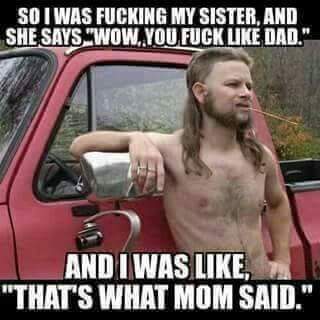 SO I WAS FUCKING MY SISTER, AND
SHE SAYS,"WOW, YOU FUCK LIKE DAD."
AND I WAS LIKE,
"THAT'S WHAT MOM SAID."